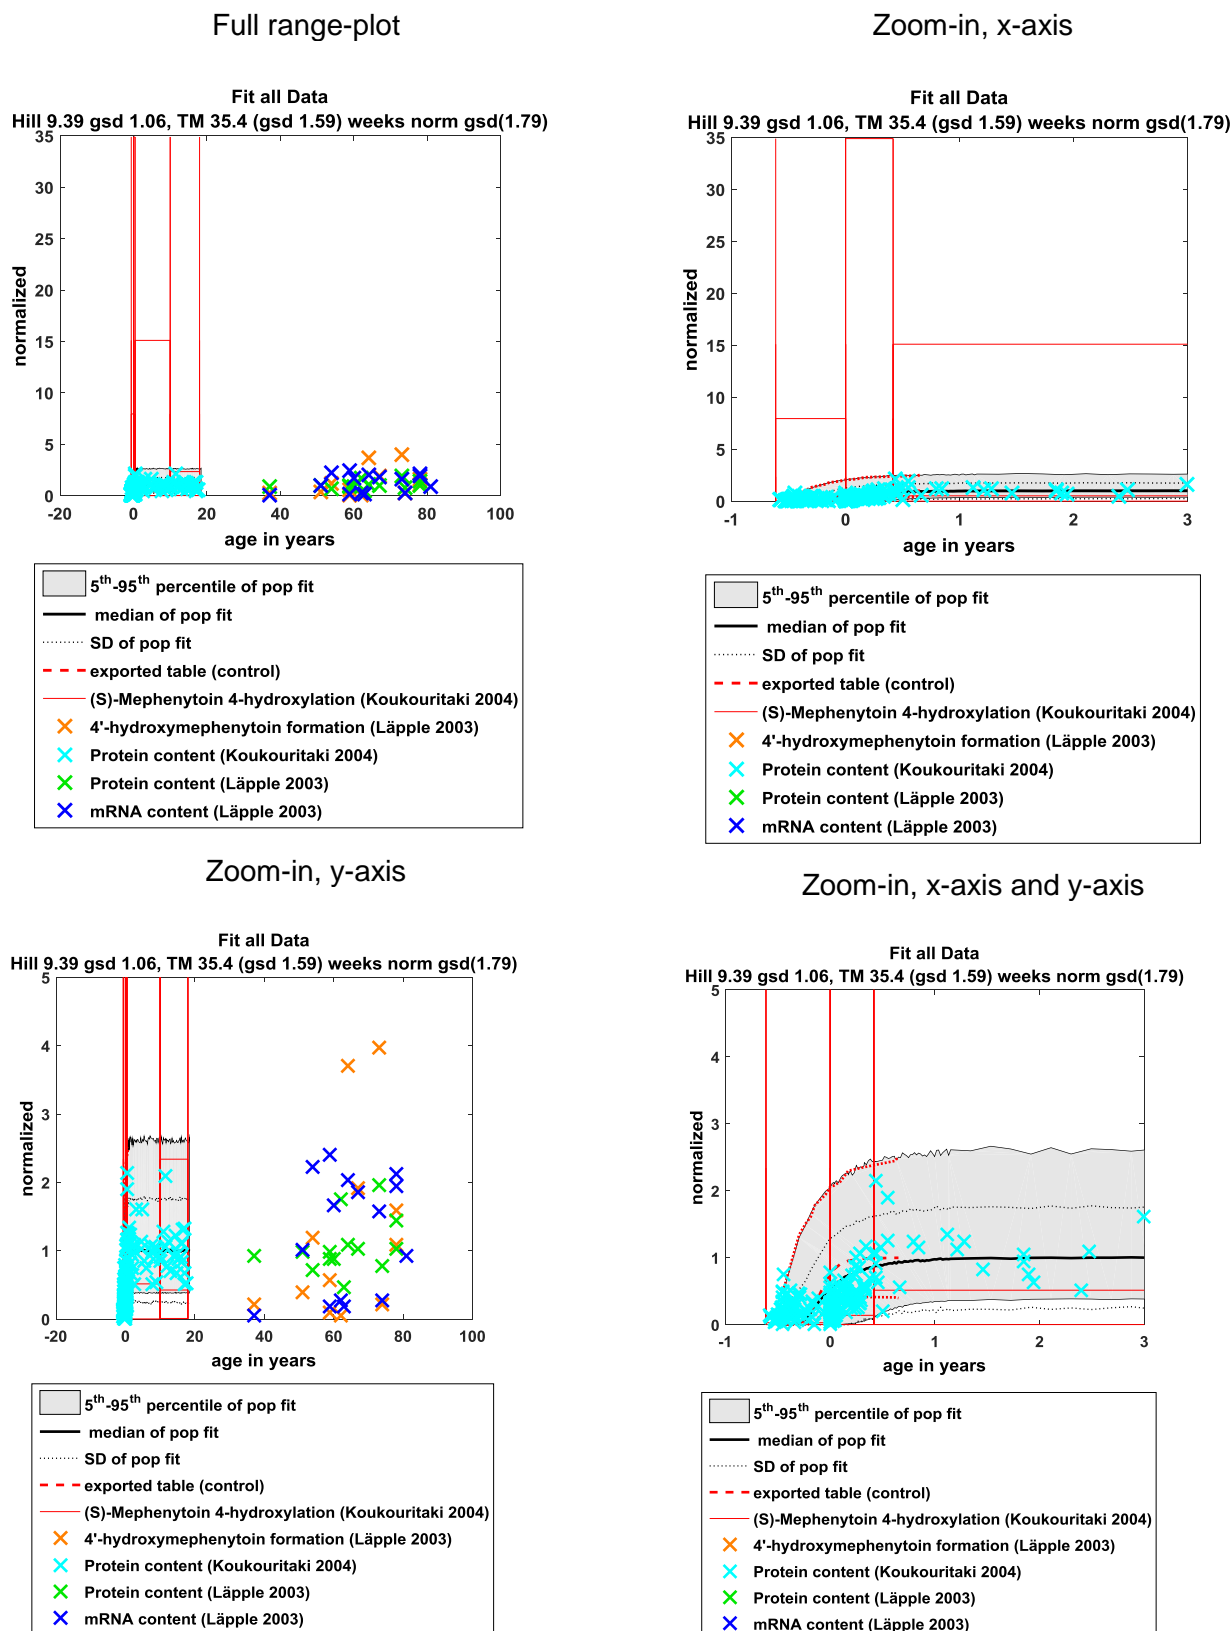 Full range-plot
Fit all Data
Hill 9.39 gsd 1.06, TM 35.4 (gsd 1.59) weeks norm gsd(1.79)
35
30
25
20
15
10
5
0
normalized
-20
0
20
40
60
80
100
age in years
5th-95th percentile of pop fit
median of pop fit
SD of pop fit
exported table (control)
(S)-Mephenytoin 4-hydroxylation (Koukouritaki 2004)
4'-hydroxymephenytoin formation (Läpple 2003)
Protein content (Koukouritaki 2004)
Protein content (Läpple 2003)
mRNA content (Läpple 2003)
Zoom-in, x-axis
Fit all Data
Hill 9.39 gsd 1.06, TM 35.4 (gsd 1.59) weeks norm gsd(1.79)
35
30
25
20
15
10
5
0
normalized
-1
0
1
2
3
age in years
5th-95th percentile of pop fit
median of pop fit
SD of pop fit
exported table (control)
(S)-Mephenytoin 4-hydroxylation (Koukouritaki 2004)
4'-hydroxymephenytoin formation (Läpple 2003)
Protein content (Koukouritaki 2004)
Protein content (Läpple 2003)
mRNA content (Läpple 2003)
Zoom-in, y-axis
Fit all Data
Hill 9.39 gsd 1.06, TM 35.4 (gsd 1.59) weeks norm gsd(1.79)
5
4
3
2
1
0
normalized
-20
0
20
40
60
80
100
age in years
5th-95th percentile of pop fit
median of pop fit
SD of pop fit
exported table (control)
(S)-Mephenytoin 4-hydroxylation (Koukouritaki 2004)
4'-hydroxymephenytoin formation (Läpple 2003)
Protein content (Koukouritaki 2004)
Protein content (Läpple 2003)
mRNA content (Läpple 2003)
Zoom-in, x-axis and y-axis
Fit all Data
Hill 9.39 gsd 1.06, TM 35.4 (gsd 1.59) weeks norm gsd(1.79)
5
4
3
2
1
0
normalized
-1
0
1
2
3
age in years
5th-95th percentile of pop fit
median of pop fit
SD of pop fit
exported table (control)
(S)-Mephenytoin 4-hydroxylation (Koukouritaki 2004)
4'-hydroxymephenytoin formation (Läpple 2003)
Protein content (Koukouritaki 2004)
Protein content (Läpple 2003)
mRNA content (Läpple 2003)